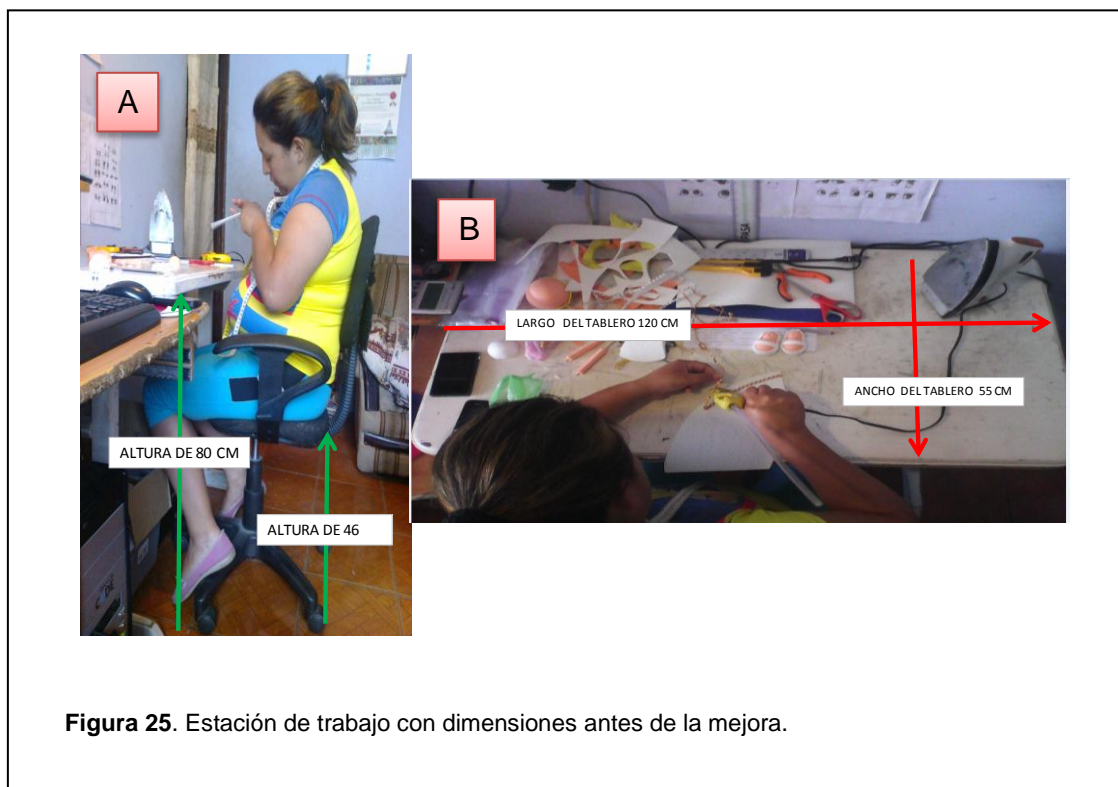 A
ALTURA DE 80 CM
ALTURA DE 46
B
LARGO DEL TABLERO 120 CM
ANCHO DEL TABLERO 55 CM
Figura 25. Estación de trabajo con dimensiones antes de la mejora.